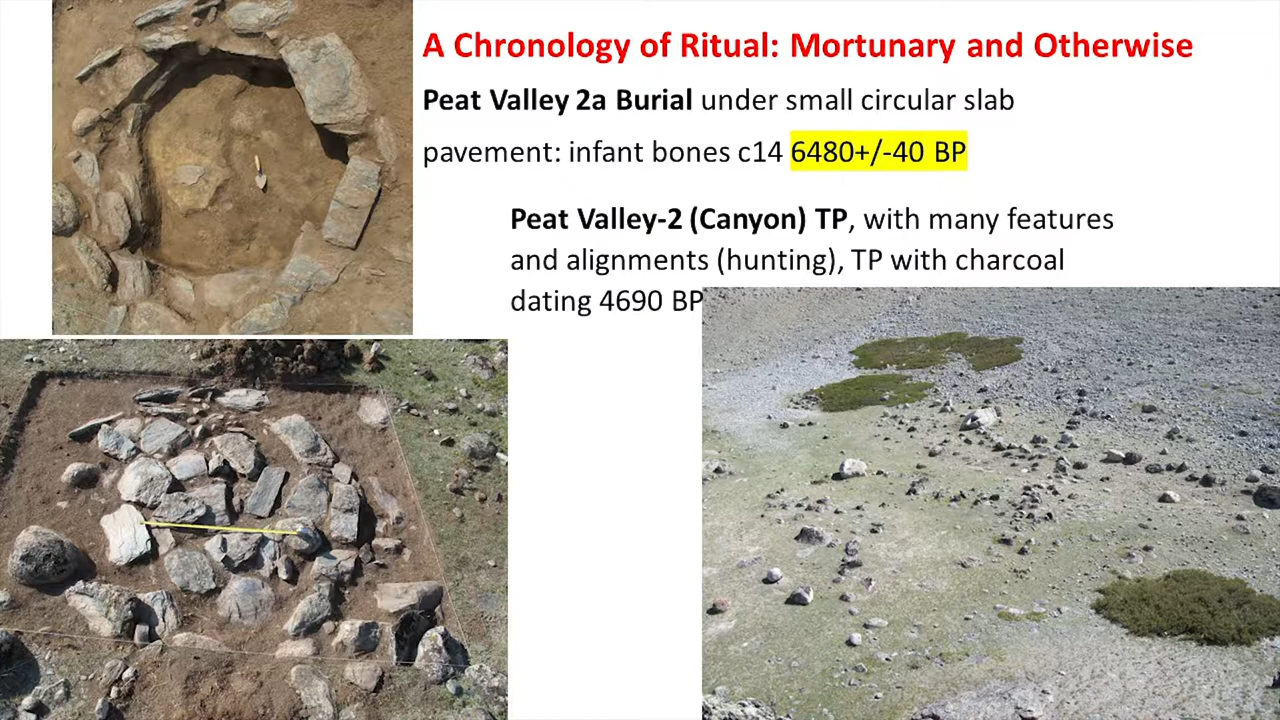 A Chronology of Ritual: Mortunary and Otherwise
Peat Valley 2a Burial under small circular slab
pavement: infant bones c14 6480+/-40 BP
Peat Valley-2 (Canyon) TP, with many features
and alignments (hunting), TP with charcoal
dating 4690 BP